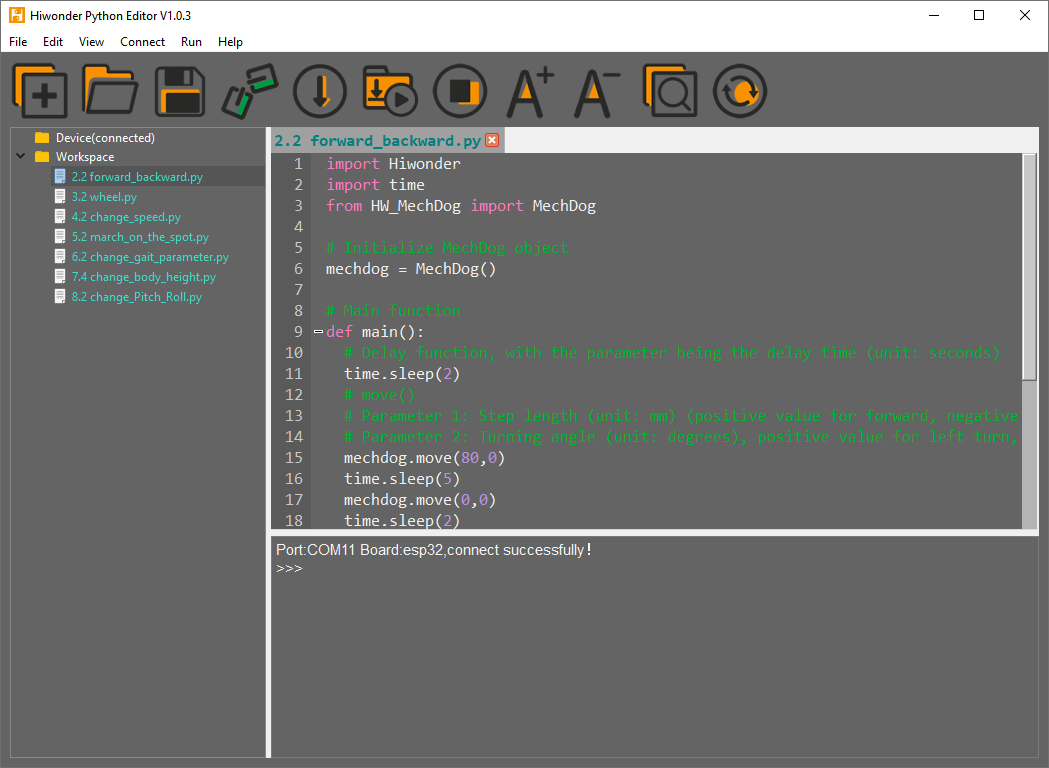 Hiwonder Python Editor V1.0.3
File Edit View Connect Run Help
Device(connected)
Workspace
2.2 forward_backward.py
3.2 wheel.py
4.2 change_speed.py
5.2 march_on_the_spot.py
6.2 change_gait_parameter.py
7.4 change_body_height.py
8.2 change_Pitch_Roll.py
2.2 forward_backward.py
1 import Hiwonder
2 import time
3 from HW_MechDog import MechDog
4
5 # Initialize MechDog object
6 mechdog = MechDog()
7
8 # Main function
9 def main():
10 # Delay function, with the parameter being the delay time (unit: seconds)
11 time.sleep(2)
12 # move()
13 # Parameter 1: Step length (unit: mm) (positive value for forward, negative
14 # Parameter 2: Turning angle (unit: degrees), positive value for left turn,
15 mechdog.move(80,0)
16 time.sleep(5)
17 mechdog.move(0,0)
18 time.sleep(2)
Port:COM11 Board:esp32,connect successfully!
>>>